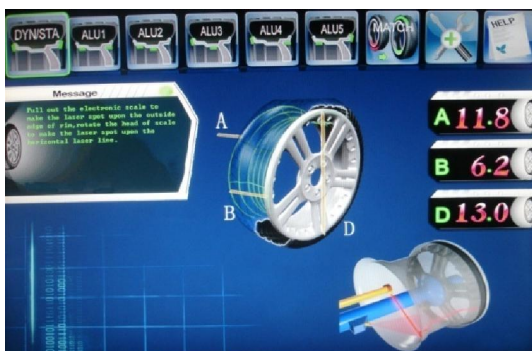 DYN/STA ALU1 ALU2 ALU3 ALU4 ALU5 MATCH HELP
Message
Pull out the electronic scale to
make the laser spot upon the outside
edge of rim,rotate the head of scale
to make the laser spot upon the
horizontal laser line.
A
B
D
A 11.8
B 6.2
D 13.0